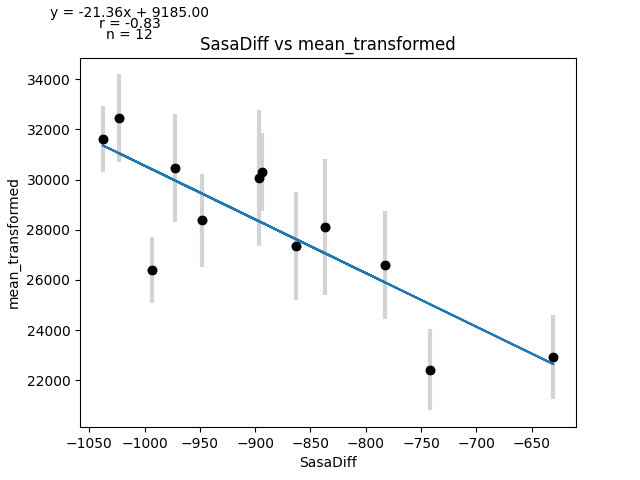 y = -21.36x + 9185.00
r = -0.83
n = 12
SasaDiff vs mean_transformed
34000
32000
30000
28000
26000
24000
22000
mean_transformed
−1050
−1000
−950
−900
−850
−800
−750
−700
−650
SasaDiff